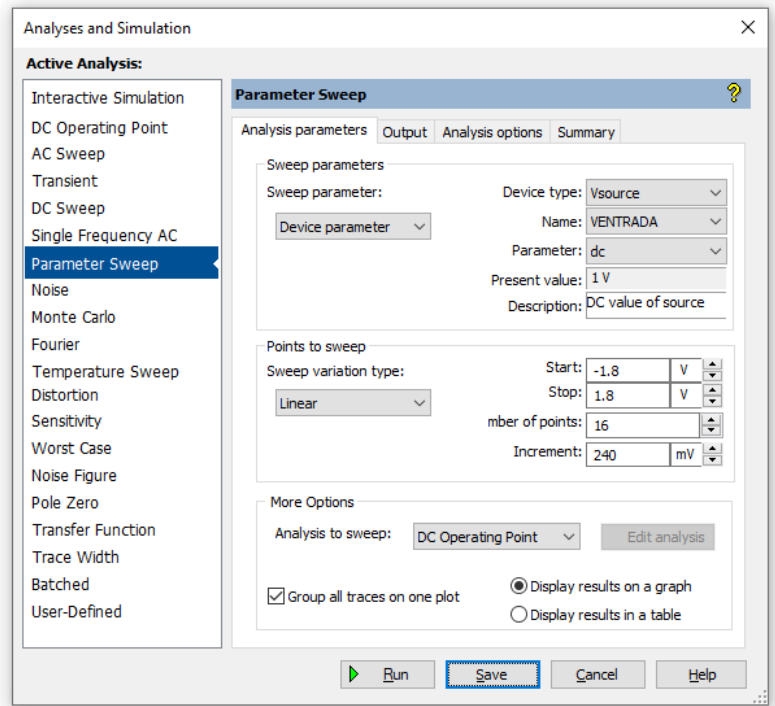 Analyses and Simulation
Active Analysis:
Interactive Simulation
DC Operating Point
AC Sweep
Transient
DC Sweep
Single Frequency AC
Parameter Sweep
Noise
Monte Carlo
Fourier
Temperature Sweep
Distortion
Sensitivity
Worst Case
Noise Figure
Pole Zero
Transfer Function
Trace Width
Batched
User-Defined
Parameter Sweep
Analysis parameters Output Analysis options Summary
Sweep parameters
Sweep parameter:
Device parameter
Device type: Vsource
Name: VENTRADA
Parameter: dc
Present value: 1 V
Description: DC value of source
Points to sweep
Sweep variation type:
Linear
Start: -1.8 V
Stop: 1.8 V
mber of points: 16
Increment: 240 mV
More Options
Analysis to sweep: DC Operating Point Edit analysis
Group all traces on one plot
Display results on a graph
Display results in a table
Run Save Cancel Help